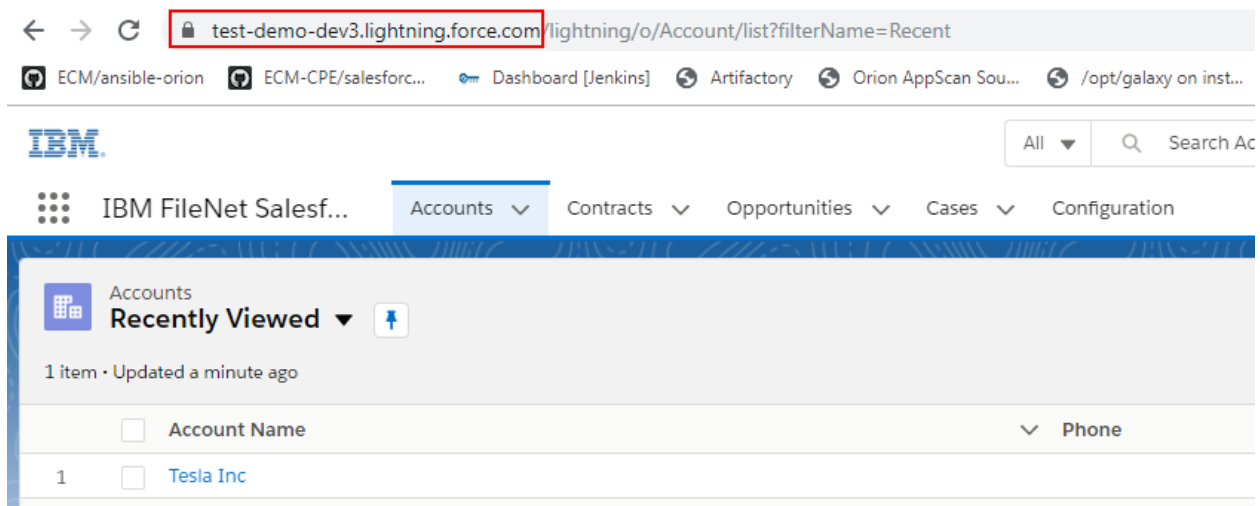 test-demo-dev3.lightning.force.com/lightning/o/Account/list?filterName=Recent
ECM/ansible-orion ECM-CPE/salesforc... Dashboard [Jenkins] Artifactory Orion AppScan Sou... /opt/galaxy on inst...
IBM. All Search Ac
IBM FileNet Salesf... Accounts Contracts Opportunities Cases Configuration
Accounts
Recently Viewed
1 item • Updated a minute ago
Account Name Phone
1 Tesla Inc